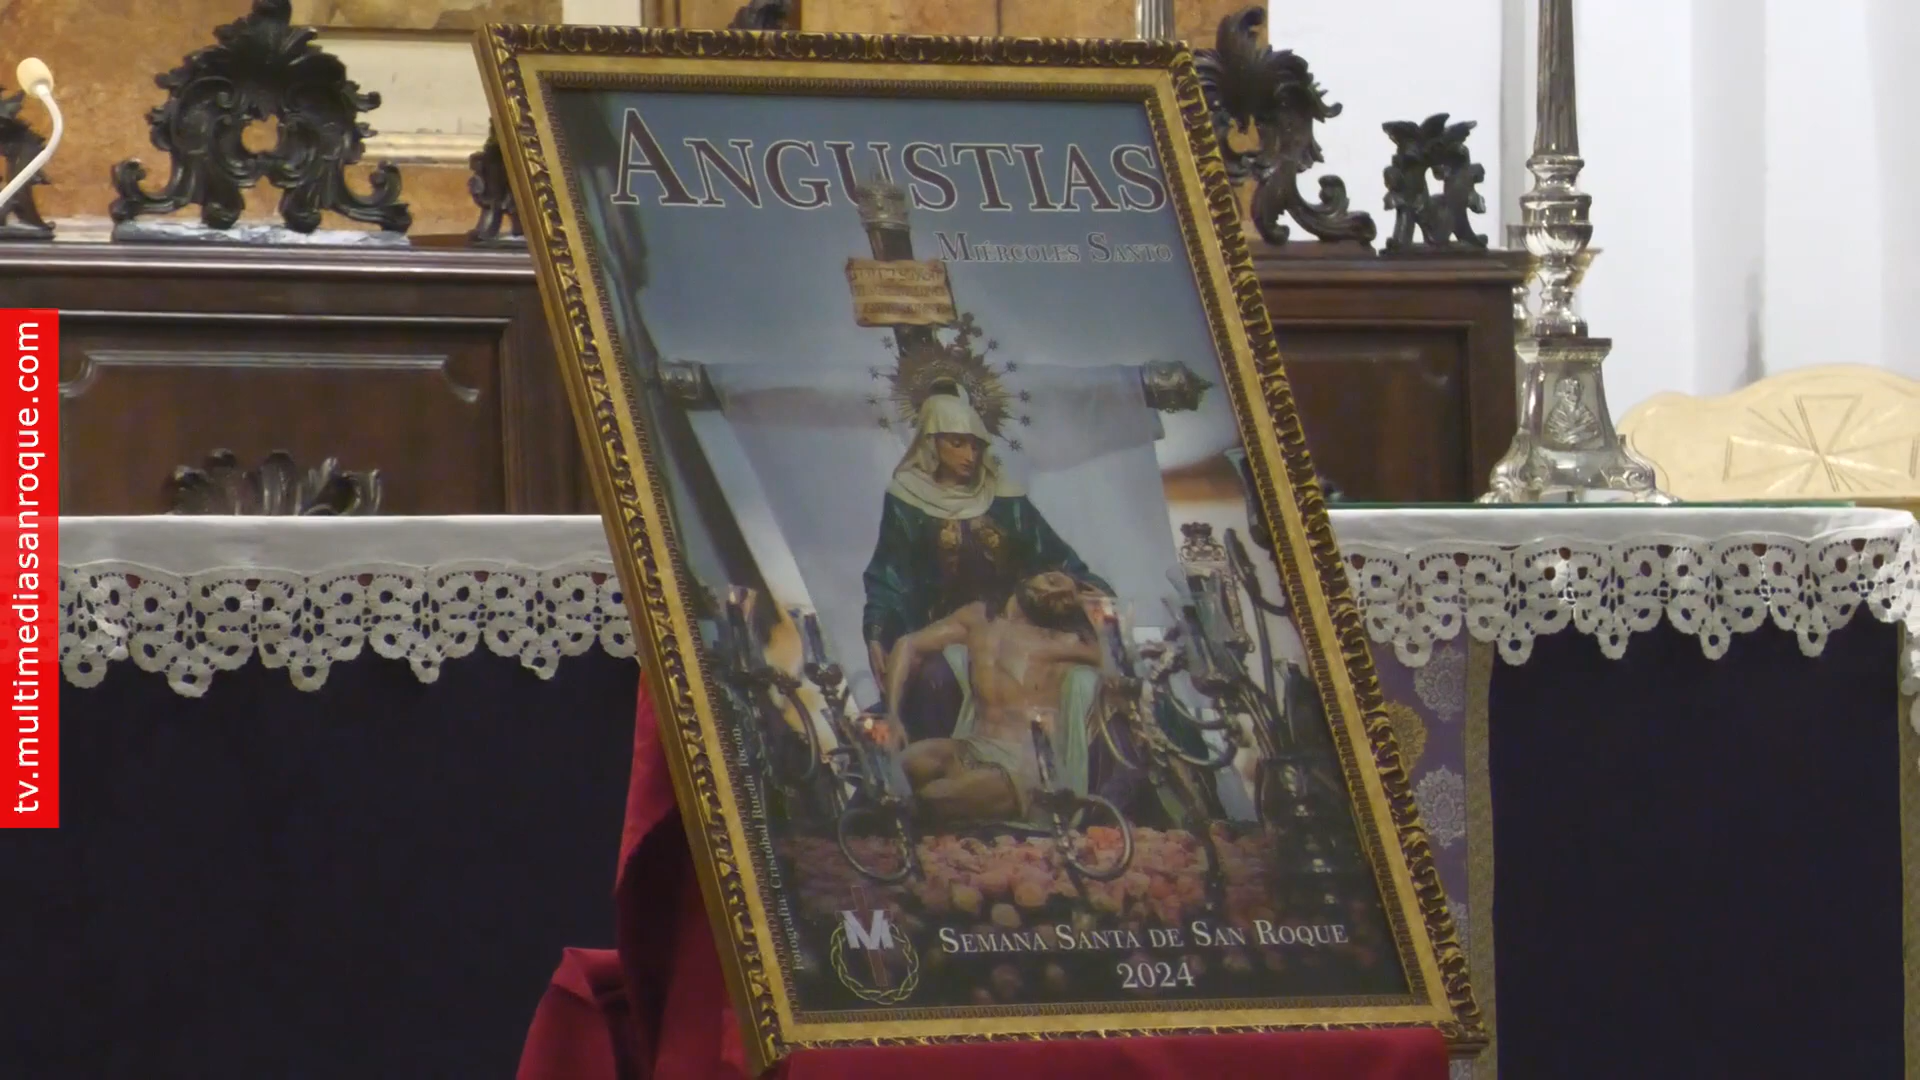 ANGUSTIAS
MIÉRCOLES SANTO
Fotografía: Cristóbal Rueda Tocón
M
SEMANA SANTA DE SAN ROQUE
2024
tv.multimediasanroque.com